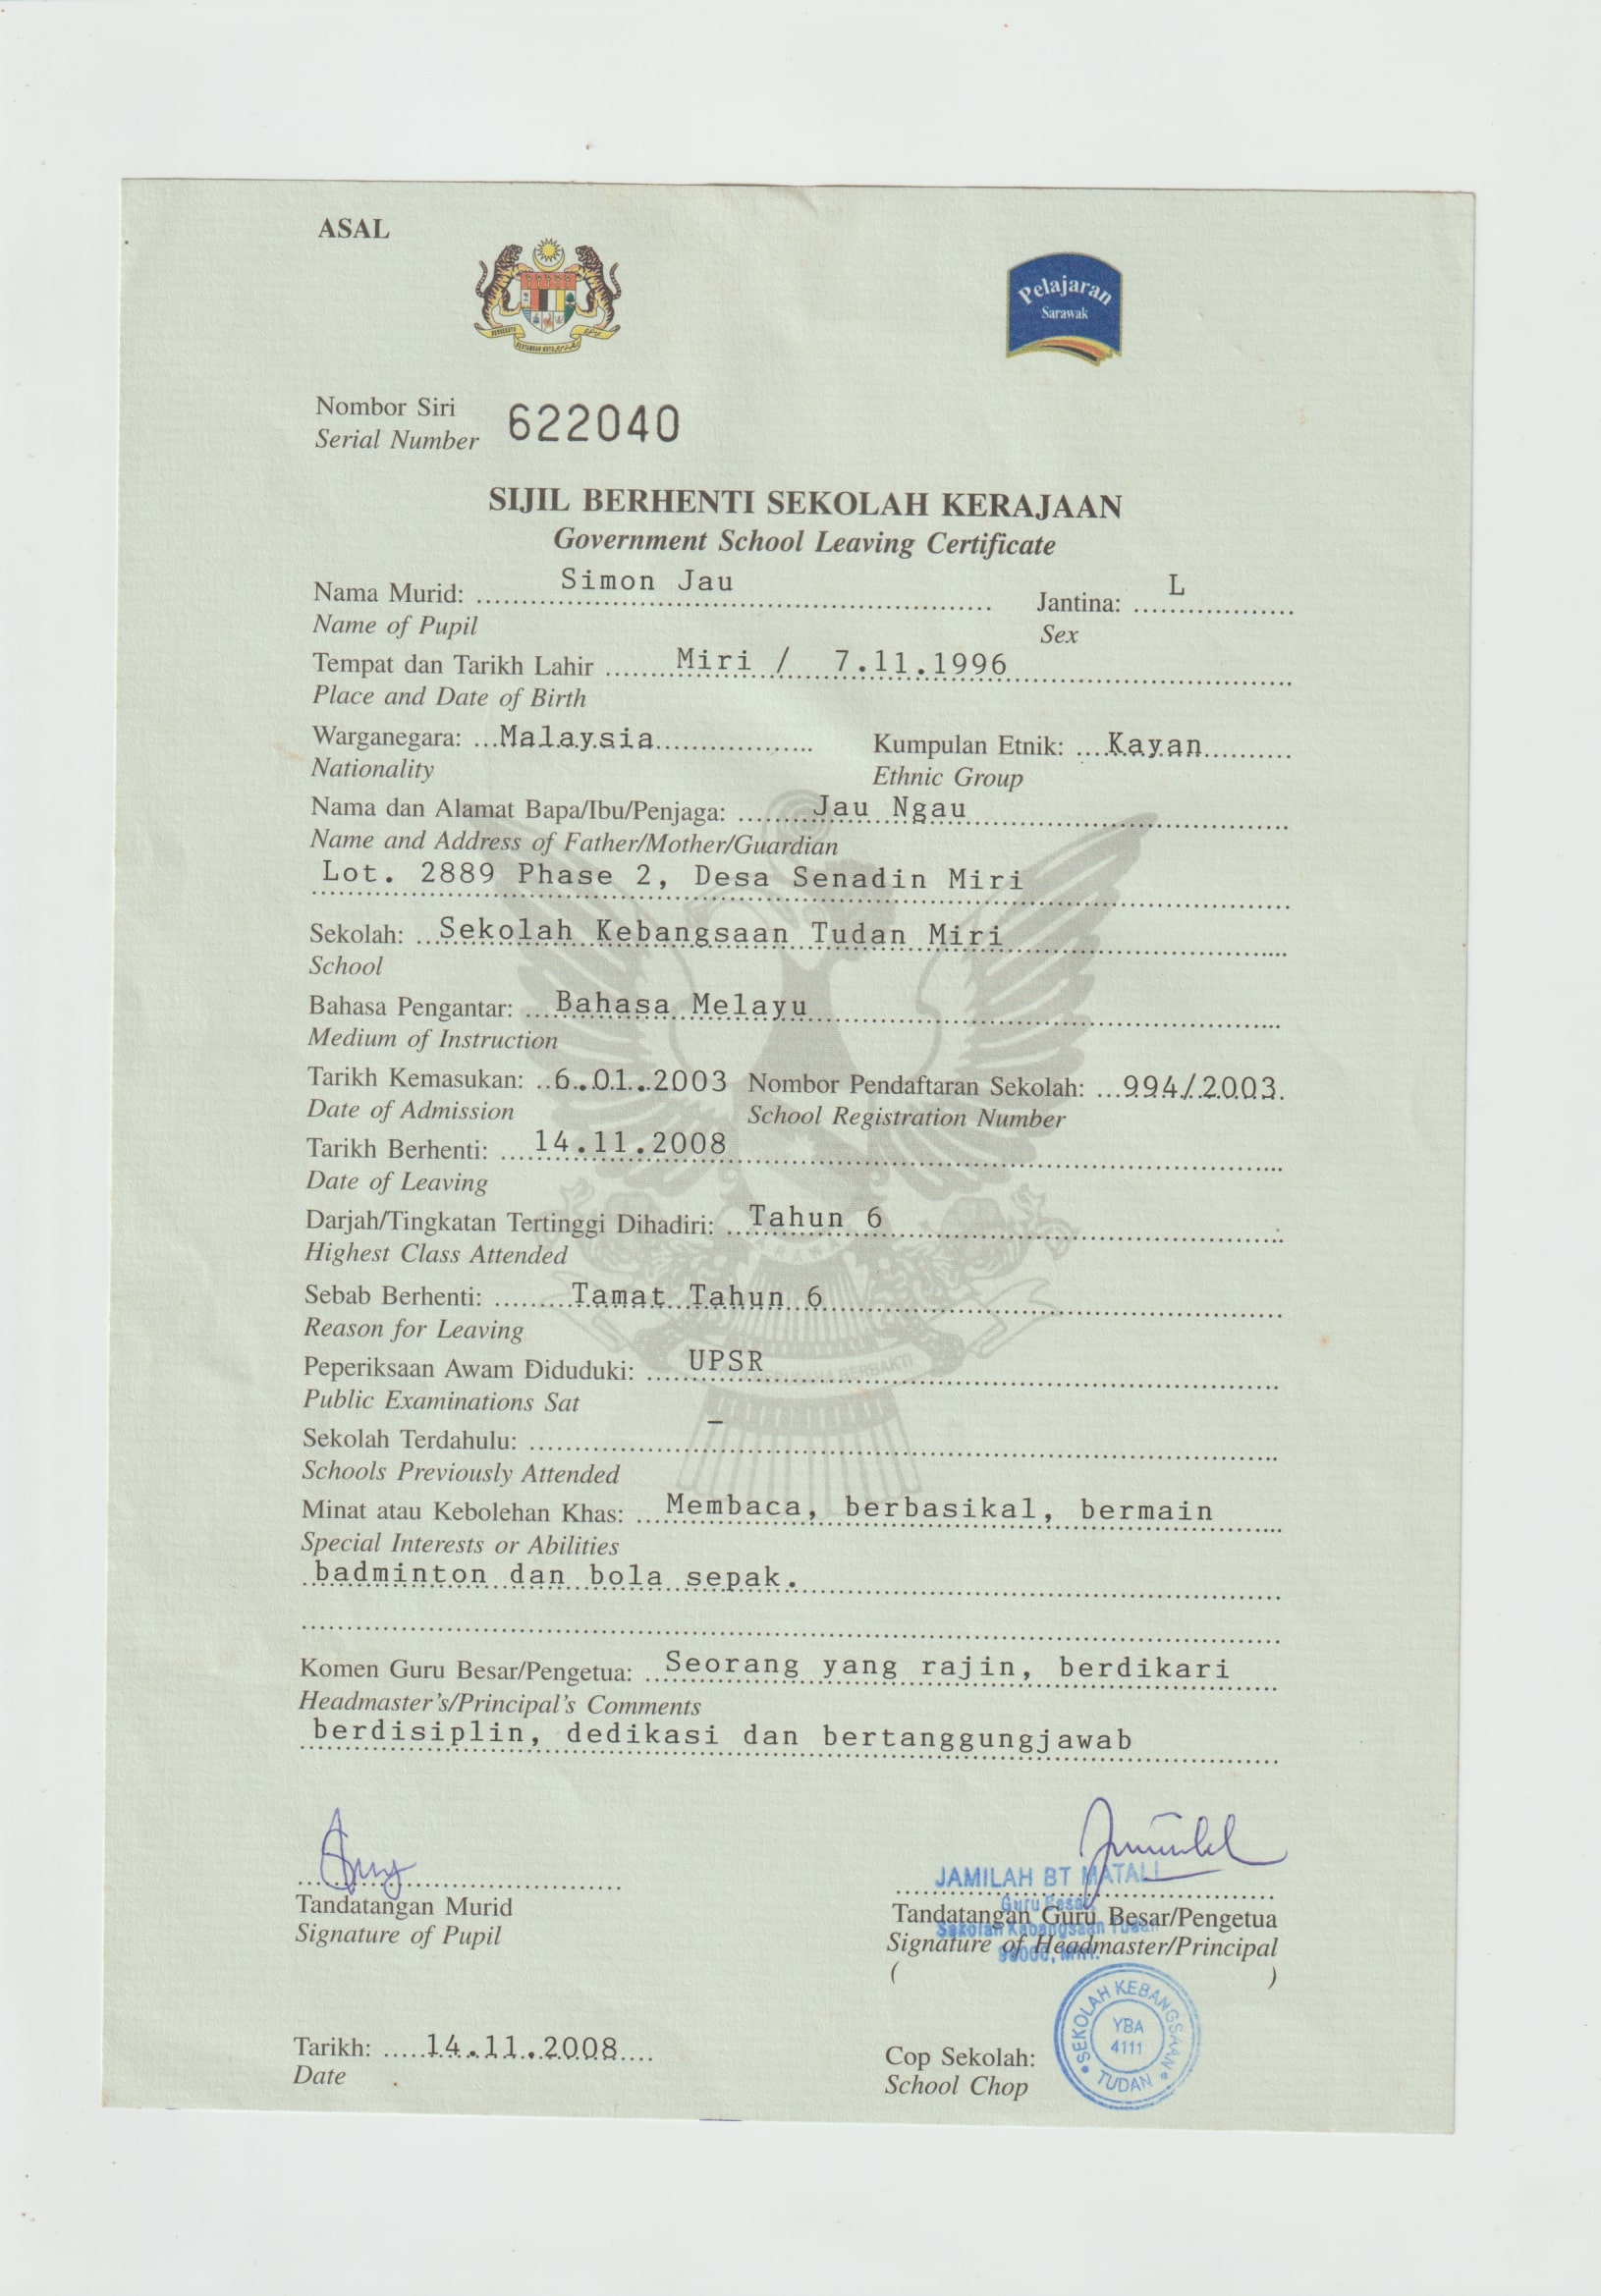 ASAL
Pelajaran
Sarawak
Nombor Siri
Serial Number
622040
SIJIL BERHENTI SEKOLAH KERAJAAN
Government School Leaving Certificate
Nama Murid: Simon Jau Jantina: L
Name of Pupil Sex
Tempat dan Tarikh Lahir Miri / 7.11.1996
Place and Date of Birth
Warganegara: Malaysia Kumpulan Etnik: Kayan
Nationality Ethnic Group
Nama dan Alamat Bapa/Ibu/Penjaga: Jau Ngau
Name and Address of Father/Mother/Guardian
Lot. 2889 Phase 2, Desa Senadin Miri
Sekolah: Sekolah Kebangsaan Tudan Miri
School
Bahasa Pengantar: Bahasa Melayu
Medium of Instruction
Tarikh Kemasukan: 6.01.2003 Nombor Pendaftaran Sekolah: 994/2003
Date of Admission School Registration Number
Tarikh Berhenti: 14.11.2008
Date of Leaving
Darjah/Tingkatan Tertinggi Dihadiri: Tahun 6
Highest Class Attended
Sebab Berhenti: Tamat Tahun 6
Reason for Leaving
Peperiksaan Awam Diduduki: UPSR
Public Examinations Sat
Sekolah Terdahulu: –
Schools Previously Attended
Minat atau Kebolehan Khas: Membaca, berbasikal, bermain
Special Interests or Abilities
badminton dan bola sepak.
Komen Guru Besar/Pengetua: Seorang yang rajin, berdikari
Headmaster's/Principal's Comments
berdisiplin, dedikasi dan bertanggungjawab
JAMILAH BT MATALI
Guru Besar
Sekolah Kebangsaan Tudan
98000, Miri.
Tandatangan Murid Tandatangan Guru Besar/Pengetua
Signature of Pupil Signature of Headmaster/Principal
( )
Tarikh: 14.11.2008 Cop Sekolah:
Date School Chop
SEKOLAH KEBANGSAAN
YBA
4111
TUDAN